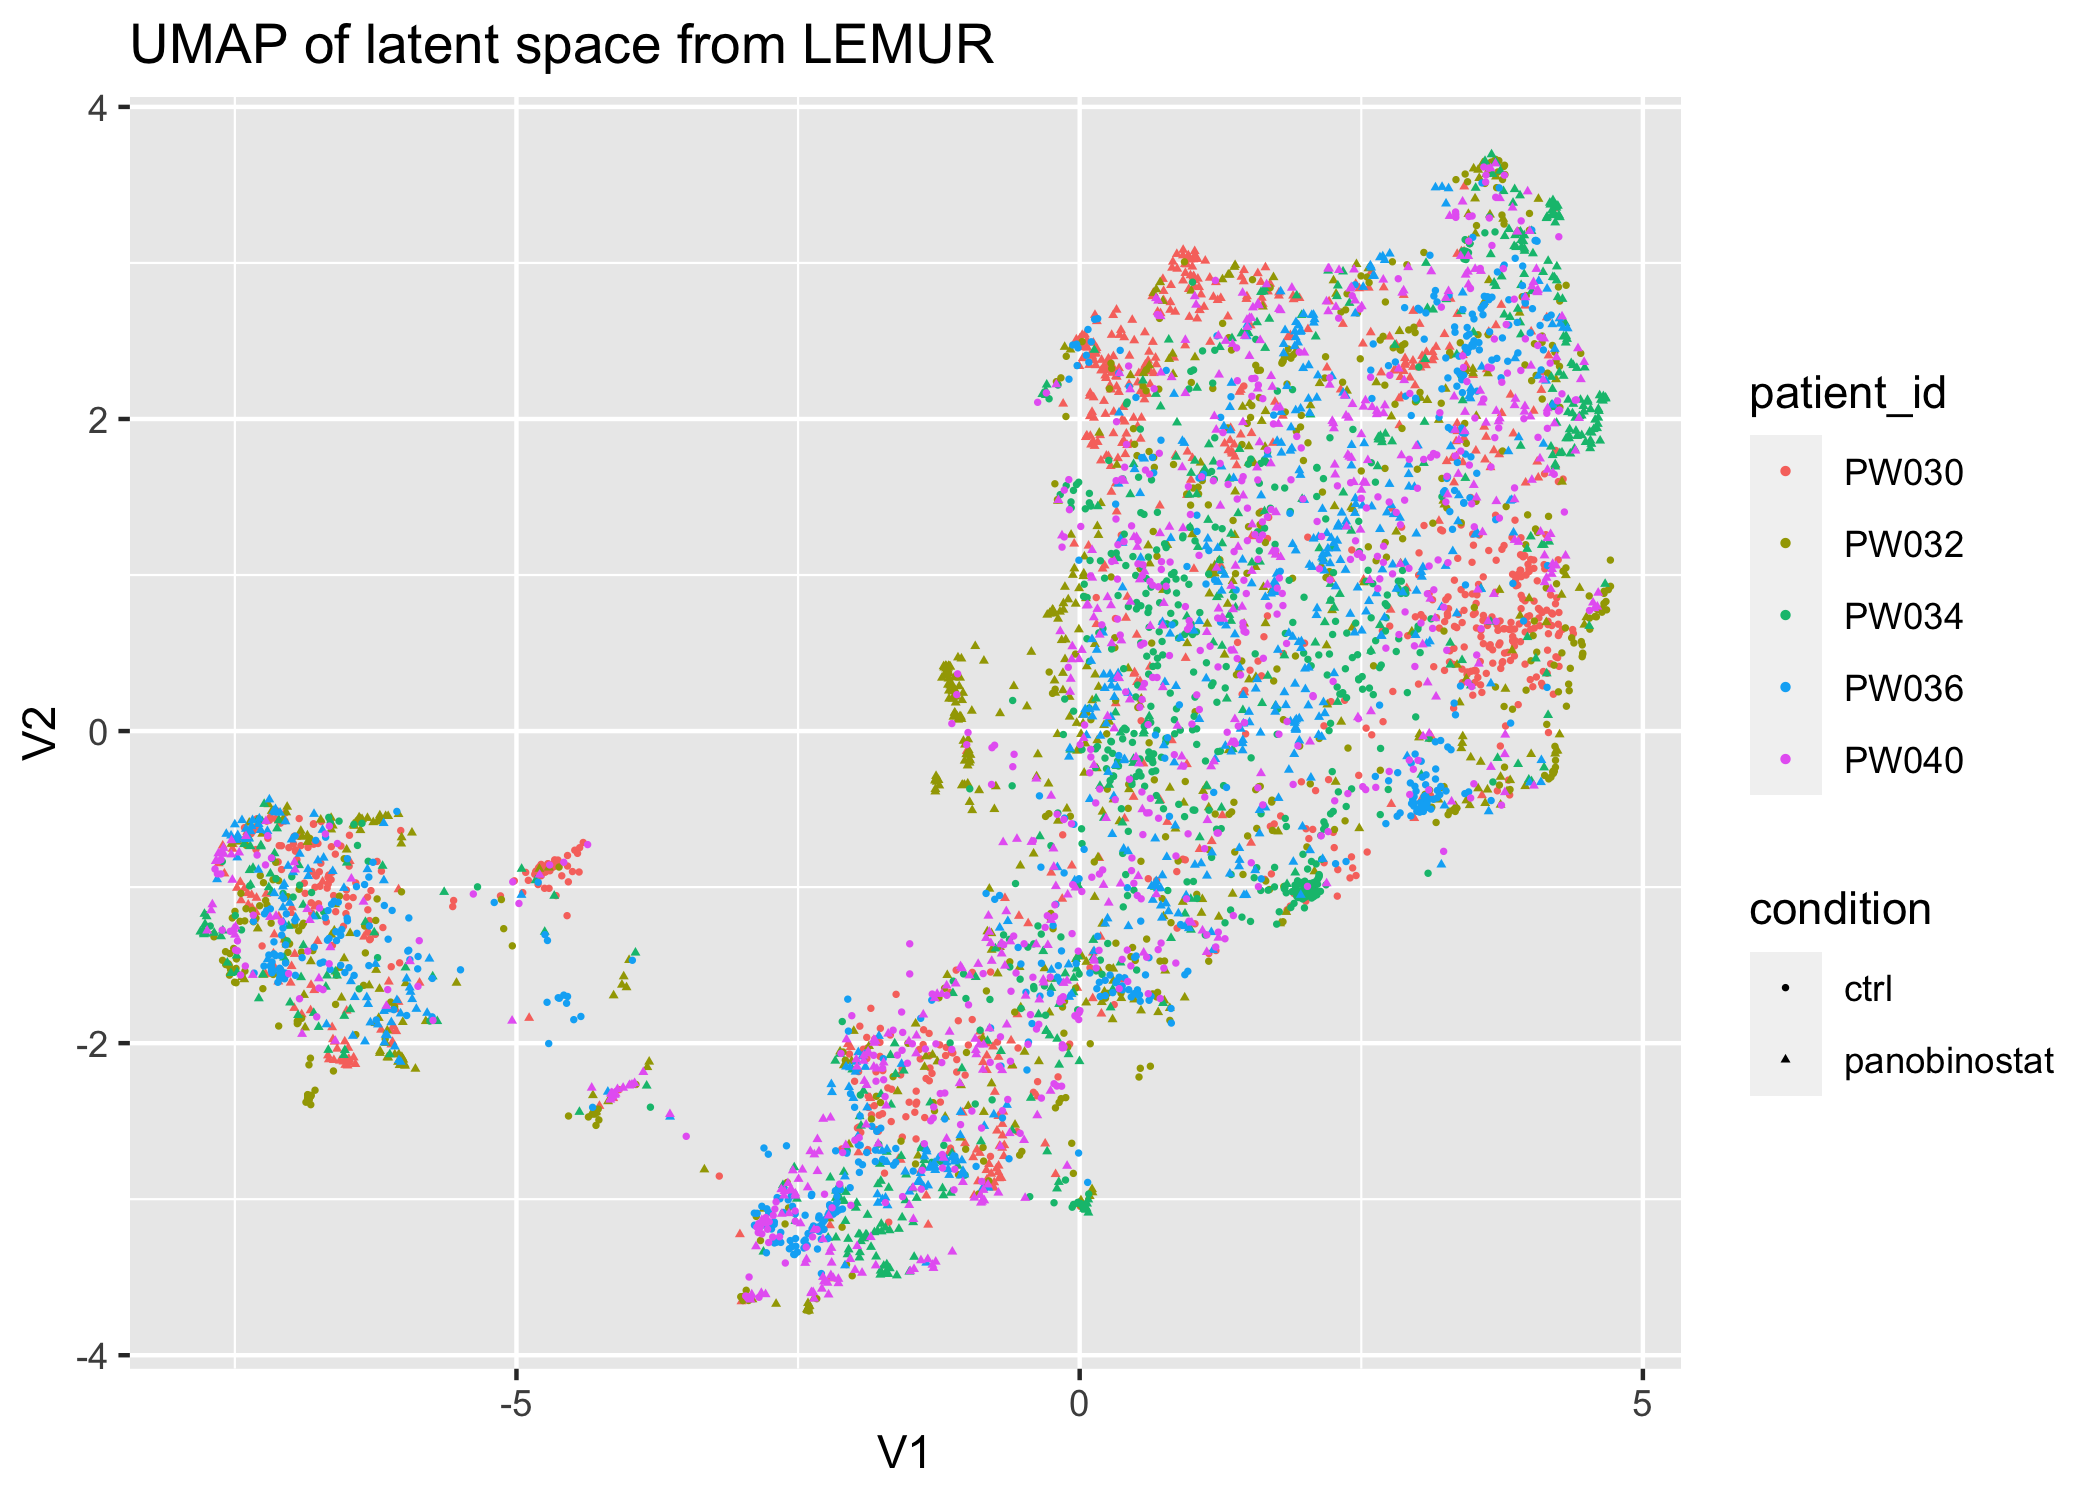 UMAP of latent space from LEMUR
4
2
0
-2
-4
V2
-5
0
5
V1
patient_id
PW030
PW032
PW034
PW036
PW040
condition
ctrl
panobinostat